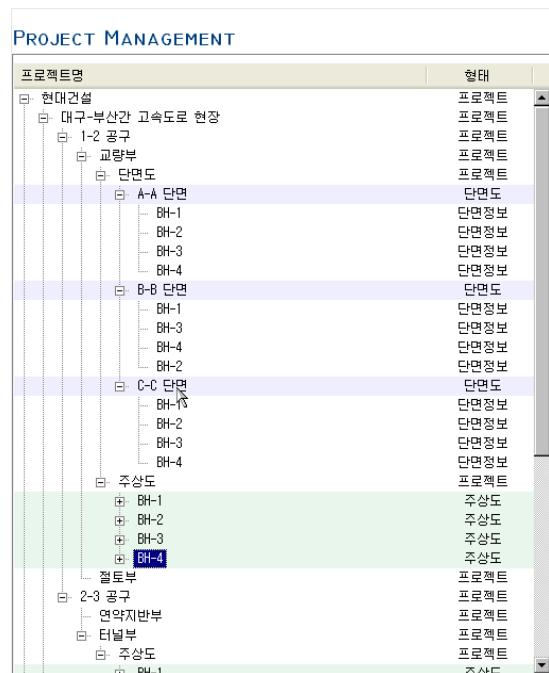 PROJECT MANAGEMENT
프로젝트명 형태
현대건설 프로젝트
대구-부산간 고속도로 현장 프로젝트
1-2 공구 프로젝트
교량부 프로젝트
단면도 프로젝트
A-A 단면 단면도
BH-1 단면정보
BH-2 단면정보
BH-3 단면정보
BH-4 단면정보
B-B 단면 단면도
BH-1 단면정보
BH-3 단면정보
BH-4 단면정보
BH-2 단면정보
C-C 단면 단면도
BH-1 단면정보
BH-2 단면정보
BH-3 단면정보
BH-4 단면정보
주상도 프로젝트
BH-1 주상도
BH-2 주상도
BH-3 주상도
BH-4 주상도
절토부 프로젝트
2-3 공구 프로젝트
연약지반부 프로젝트
터널부 프로젝트
주상도 프로젝트
BH-1 주상도